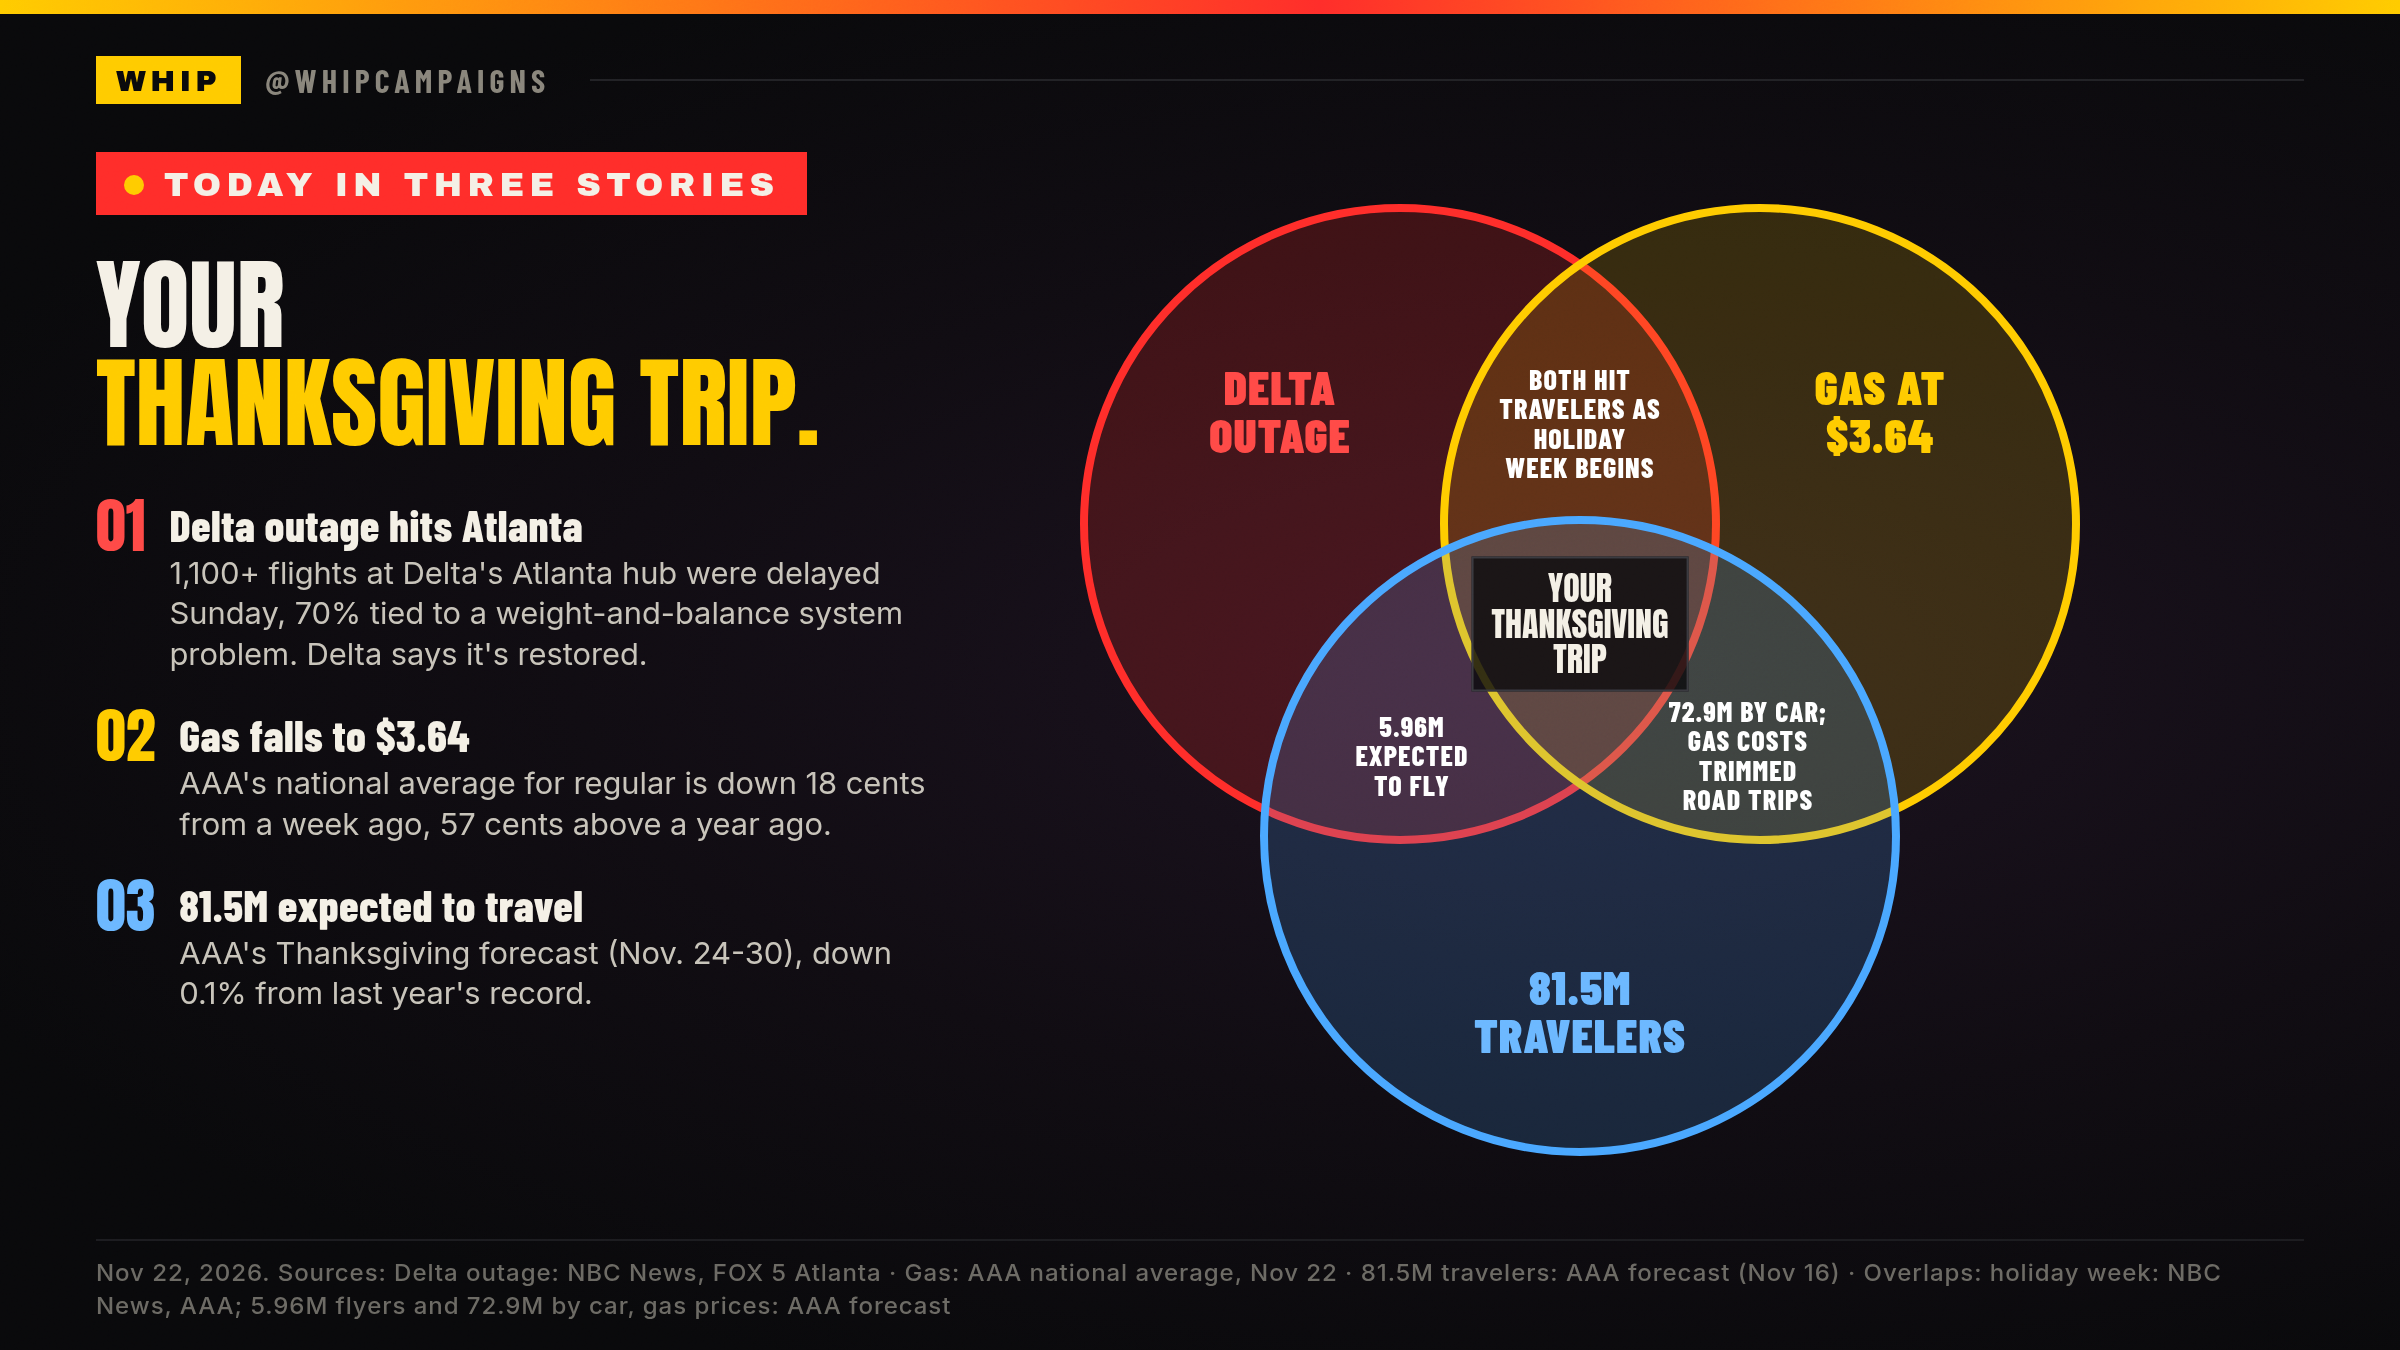 WHIP @WHIPCAMPAIGNS
TODAY IN THREE STORIES
YOUR
THANKSGIVING TRIP.
01 Delta outage hits Atlanta
1,100+ flights at Delta's Atlanta hub were delayed
Sunday, 70% tied to a weight-and-balance system
problem. Delta says it's restored.
02 Gas falls to $3.64
AAA's national average for regular is down 18 cents
from a week ago, 57 cents above a year ago.
03 81.5M expected to travel
AAA's Thanksgiving forecast (Nov. 24-30), down
0.1% from last year's record.
DELTA
OUTAGE
BOTH HIT
TRAVELERS AS
HOLIDAY
WEEK BEGINS
GAS AT
$3.64
YOUR
THANKSGIVING
TRIP
5.96M
EXPECTED
TO FLY
72.9M BY CAR;
GAS COSTS
TRIMMED
ROAD TRIPS
81.5M
TRAVELERS
Nov 22, 2026. Sources: Delta outage: NBC News, FOX 5 Atlanta · Gas: AAA national average, Nov 22 · 81.5M travelers: AAA forecast (Nov 16) · Overlaps: holiday week: NBC
News, AAA; 5.96M flyers and 72.9M by car, gas prices: AAA forecast